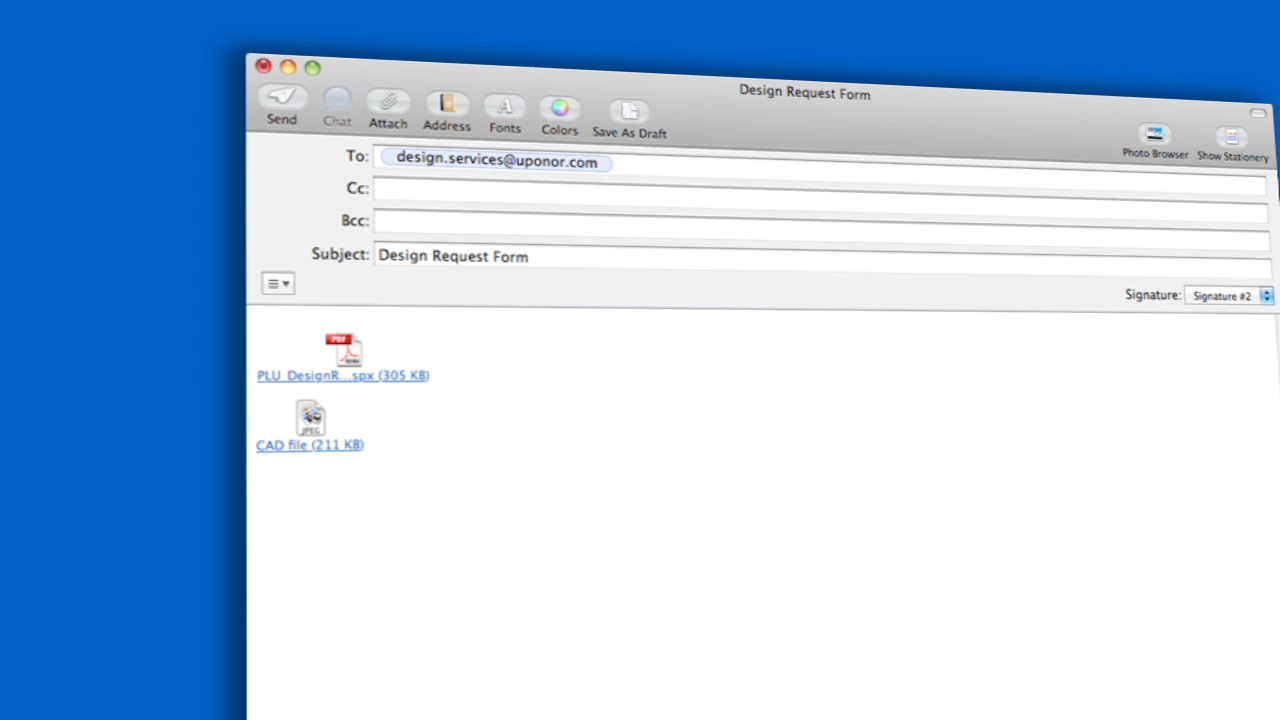 Design Request Form
Send
Chat
Attach
Address
Fonts
Colors
Save As Draft
Photo Browser
Show Stationery
To: design.services@uponor.com
Cc:
Bcc:
Subject: Design Request Form
Signature: Signature #2
PDF
PLU_DesignR...spx (305 KB)
JPEG
CAD file (211 KB)